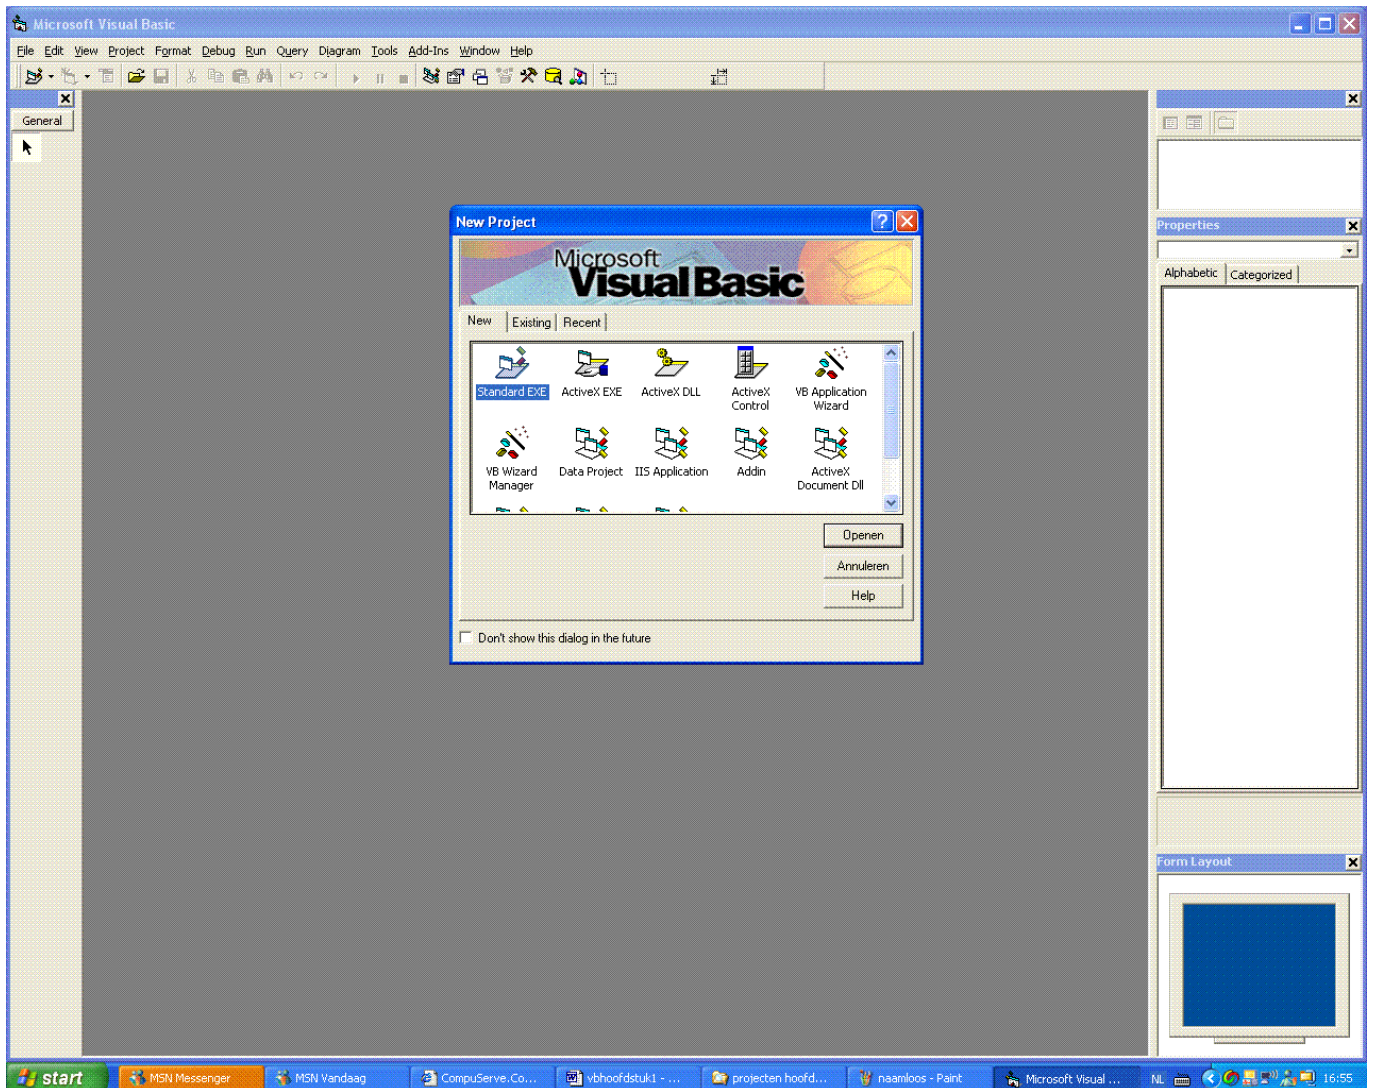 Microsoft Visual Basic
File Edit View Project Format Debug Run Query Diagram Tools Add-Ins Window Help
General
New Project
Microsoft
Visual Basic
New Existing Recent
Standard EXE ActiveX EXE ActiveX DLL ActiveX Control VB Application Wizard
VB Wizard Manager Data Project IIS Application Addin ActiveX Document Dll
Openen
Annuleren
Help
Don't show this dialog in the future
Properties
Alphabetic Categorized
Form Layout
start MSN Messenger MSN Vandaag CompuServe.Co... vbhoofdstuk1 - ... projecten hoofd... naamloos - Paint Microsoft Visual ... NL 16:55